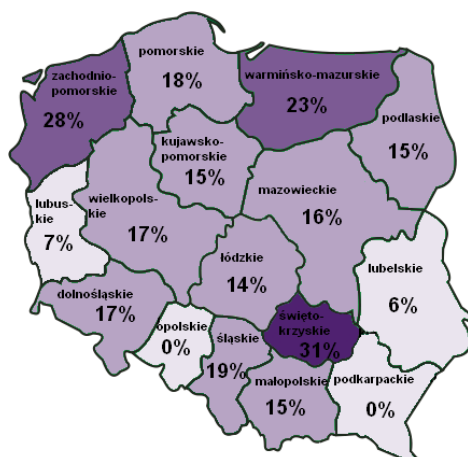 pomorskie
18%
zachodnio-
pomorskie
28%
warmińsko-mazurskie
23%
podlaskie
15%
kujawsko-
pomorskie
15%
mazowieckie
16%
lubus-
kie
7%
wielkopols-
kie
17%
łódzkie
14%
lubelskie
6%
dolnośląskie
17%
opolskie
0%
śląskie
19%
święto-
krzyskie
31%
małopolskie
15%
podkarpackie
0%